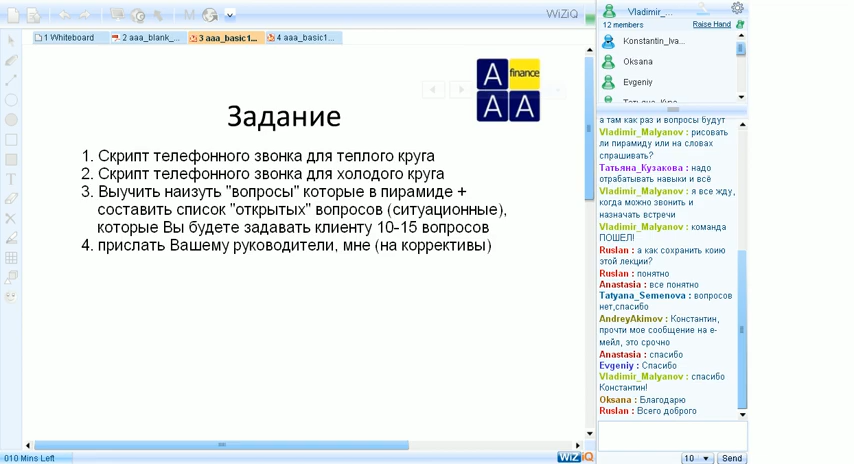 WiZiQ
1 Whiteboard
2 aaa_blank_...
3 aaa_basic1...
4 aaa_basic1...
A finance
A A
Задание
1. Скрипт телефонного звонка для теплого круга
2. Скрипт телефонного звонка для холодого круга
3. Выучить наизуть "вопросы" которые в пирамиде +
составить список "открытых" вопросов (ситуационные),
которые Вы будете задавать клиенту 10-15 вопросов
4. прислать Вашему руководители, мне (на коррективы)
010 Mins Left
WiZiQ
Vladimir_...
12 members
Raise Hand
Konstantin_Iva...
Oksana
Evgeniy
а там как раз и вопросы будут
Vladimir_Malyanov : рисовать
ли пирамиду или на словах
спрашивать?
Татьяна_Кузакова : надо
отрабатывать навыки и всё
Vladimir_Malyanov : я все жду,
когда можно звонить и
назначать встречи
Vladimir_Malyanov : команда
ПОШЕЛ!
Ruslan : а как сохранить коию
этой лекции?
Ruslan : понятно
Anastasia : все понятно
Tatyana_Semenova : вопросов
нет,спасибо
AndreyAkimov : Константин,
прочти мое сообщение на е-
мейл, это срочно
Anastasia : спасибо
Evgeniy : Спасибо
Vladimir_Malyanov : спасибо
Константин!
Oksana : Благодарю
Ruslan : Всего доброго
10
Send